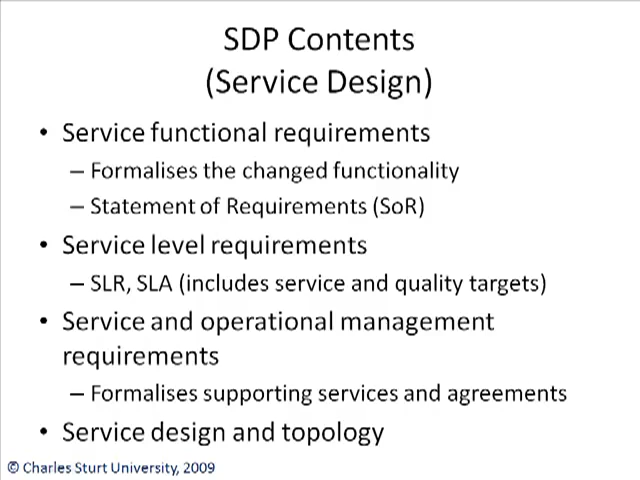 SDP Contents
(Service Design)
• Service functional requirements
– Formalises the changed functionality
– Statement of Requirements (SoR)
• Service level requirements
– SLR, SLA (includes service and quality targets)
• Service and operational management
requirements
– Formalises supporting services and agreements
• Service design and topology
© Charles Sturt University, 2009